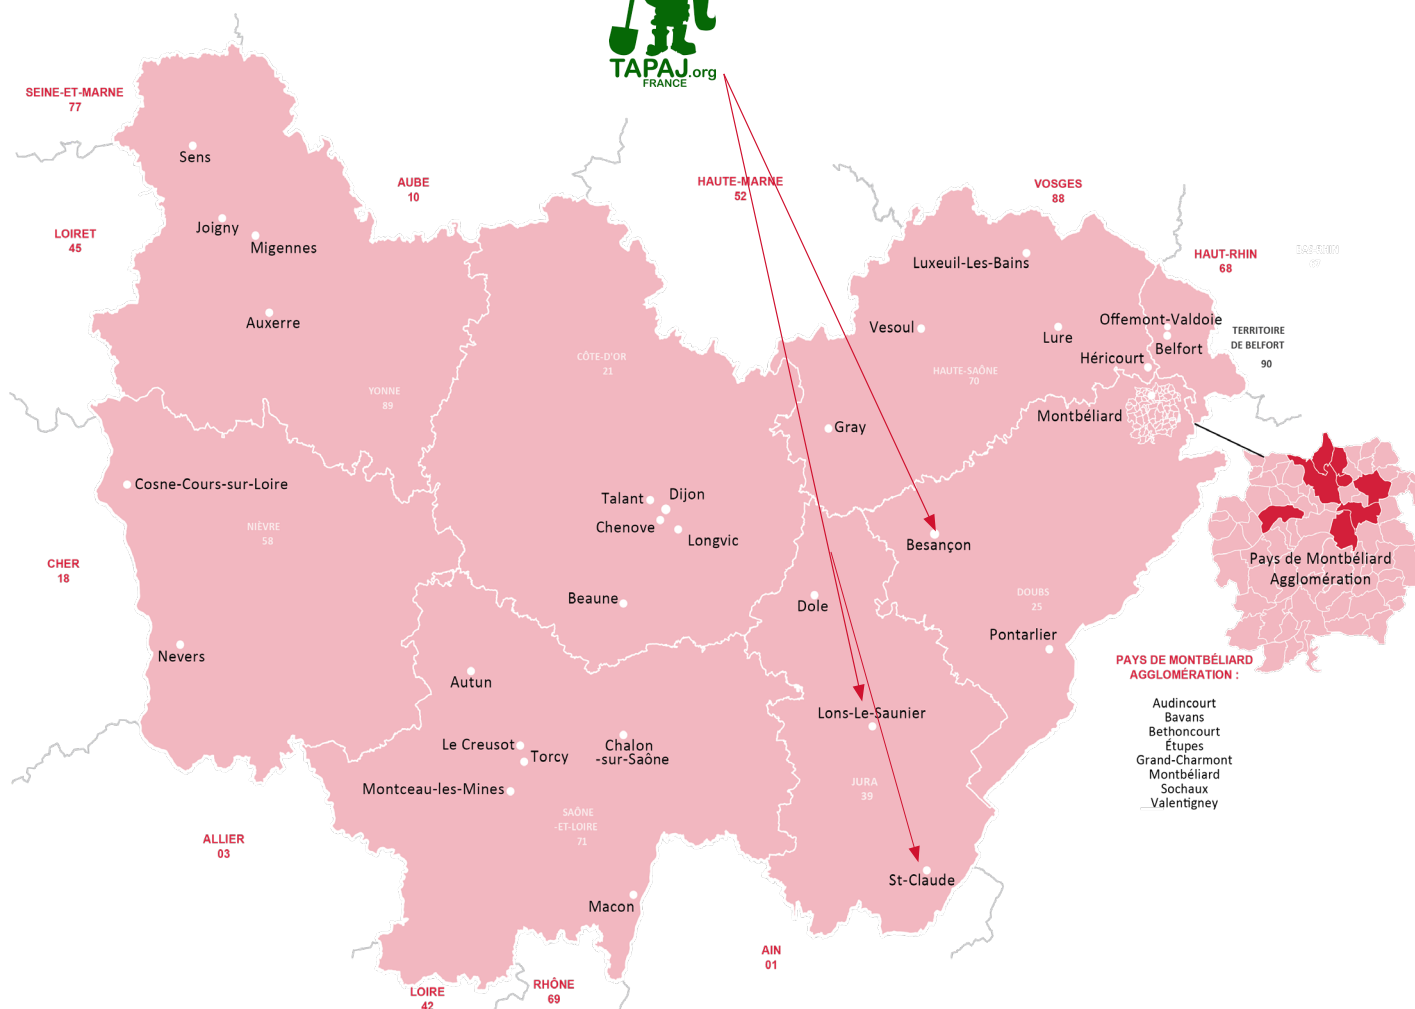 TAPAJ.org
FRANCE
SEINE-ET-MARNE
77
Sens
AUBE
10
HAUTE-MARNE
52
VOSGES
88
LOIRET
45
Joigny
Migennes
Luxeuil-Les-Bains
HAUT-RHIN
68
BAS-RHIN
67
Auxerre
Vesoul
Lure
Offemont-Valdoie
Belfort
Héricourt
TERRITOIRE
DE BELFORT
90
CÔTE-D'OR
21
HAUTE-SAÔNE
70
YONNE
89
Montbéliard
Gray
Cosne-Cours-sur-Loire
NIÈVRE
58
Talant
Dijon
Chenove
Longvic
Besançon
Pays de Montbéliard
Agglomération
CHER
18
Beaune
Dole
DOUBS
25
Pontarlier
Nevers
Autun
PAYS DE MONTBÉLIARD
AGGLOMÉRATION :
Audincourt
Bavans
Bethoncourt
Étupes
Grand-Charmont
Montbéliard
Sochaux
Valentigney
Lons-Le-Saunier
Le Creusot
Torcy
Chalon
-sur-Saône
Montceau-les-Mines
JURA
39
SAÔNE
-ET-LOIRE
71
ALLIER
03
St-Claude
Macon
AIN
01
LOIRE
42
RHÔNE
69